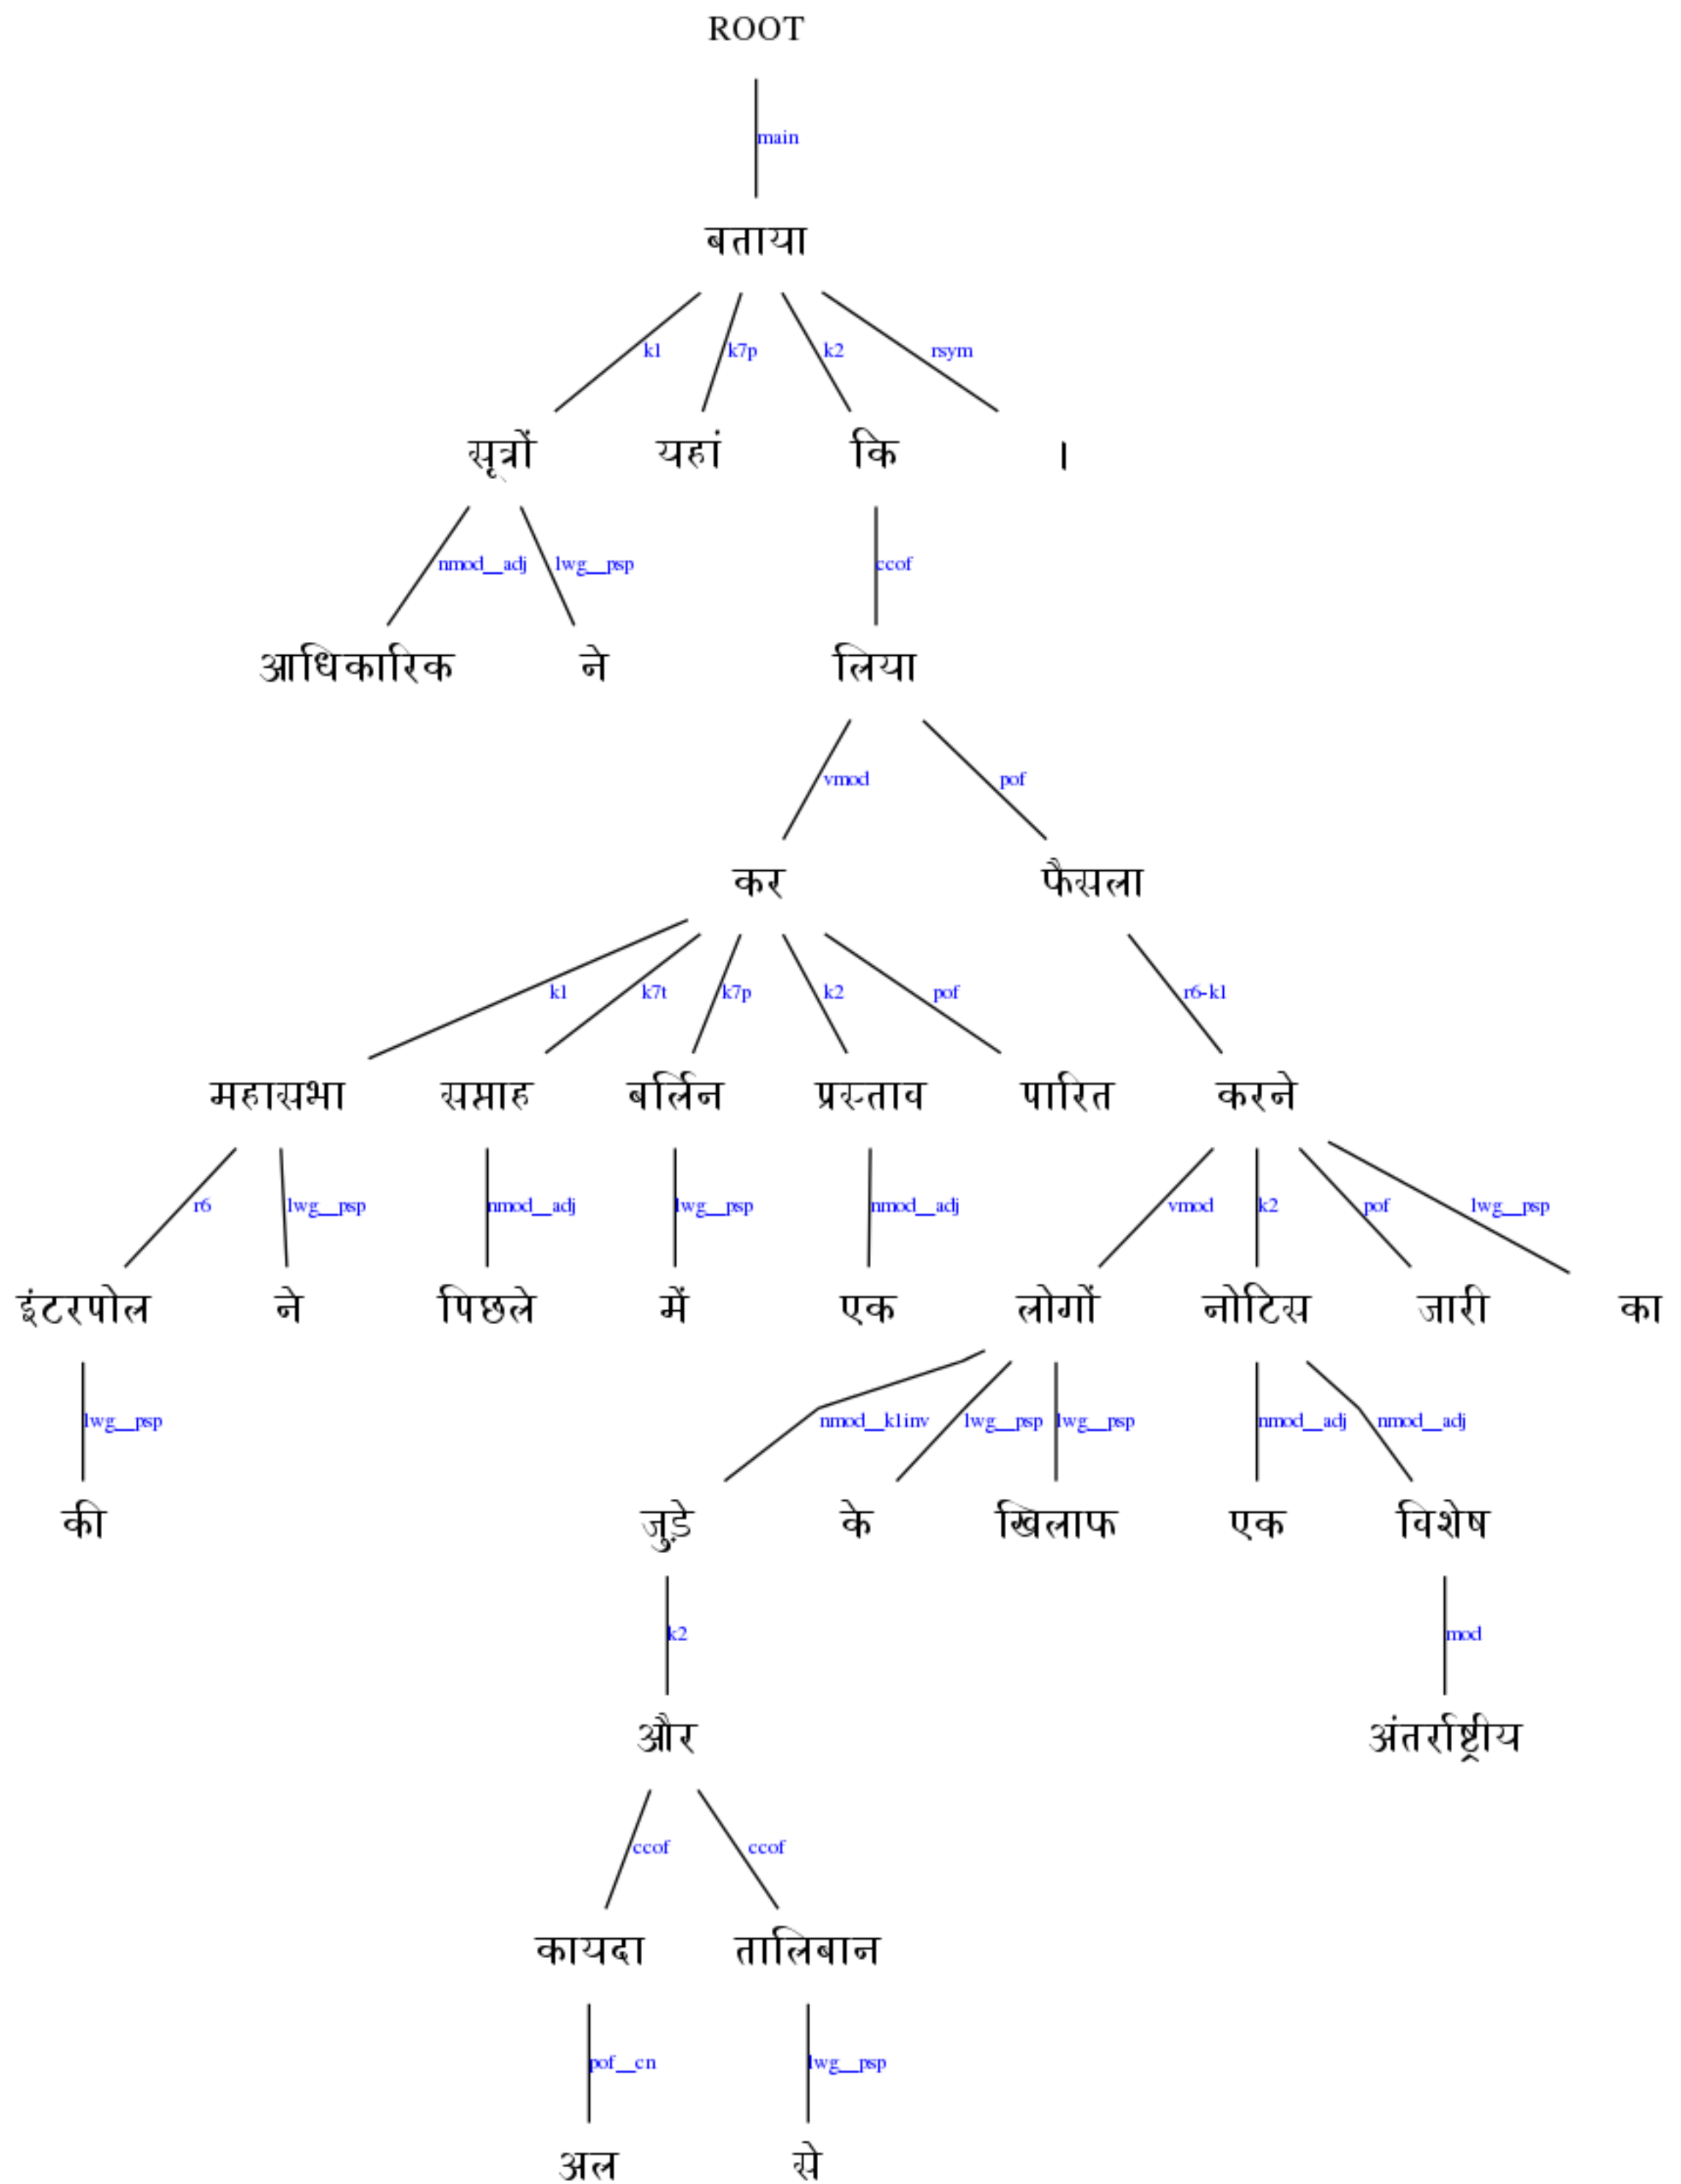 ROOT
main
बताया
k1 k7p k2 rsym
सूत्रों यहां कि ।
nmod__adj lwg__psp ccof
आधिकारिक ने लिया
vmod pof
कर फैसला
k1 k7t k7p k2 pof r6-k1
महासभा सप्ताह बर्लिन प्रस्ताव पारित करने
r6 lwg__psp nmod__adj lwg__psp nmod__adj vmod k2 pof lwg__psp
इंटरपोल ने पिछले में एक लोगों नोटिस जारी का
lwg__psp nmod__k1inv lwg__psp lwg__psp nmod__adj nmod__adj
की जुड़े के खिलाफ एक विशेष
k2 mod
और अंतर्राष्ट्रीय
ccof ccof
कायदा तालिबान
pof__cn lwg__psp
अल से